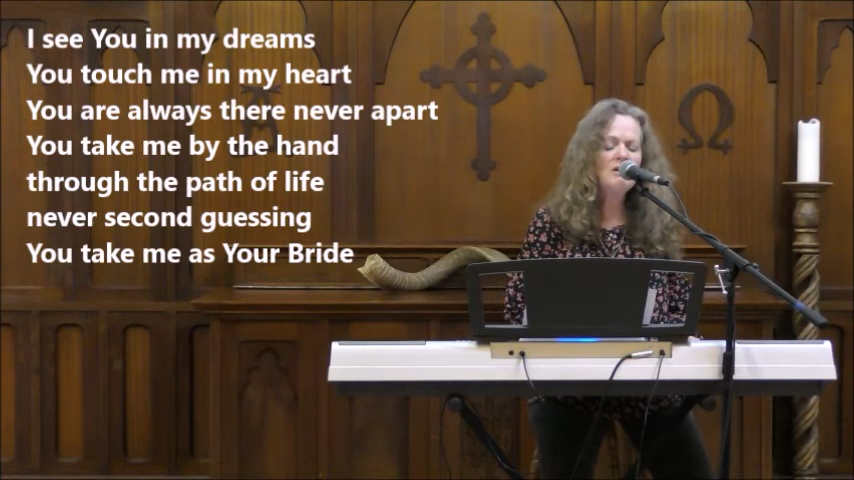 I see You in my dreams
You touch me in my heart
You are always there never apart
You take me by the hand
through the path of life
never second guessing
You take me as Your Bride